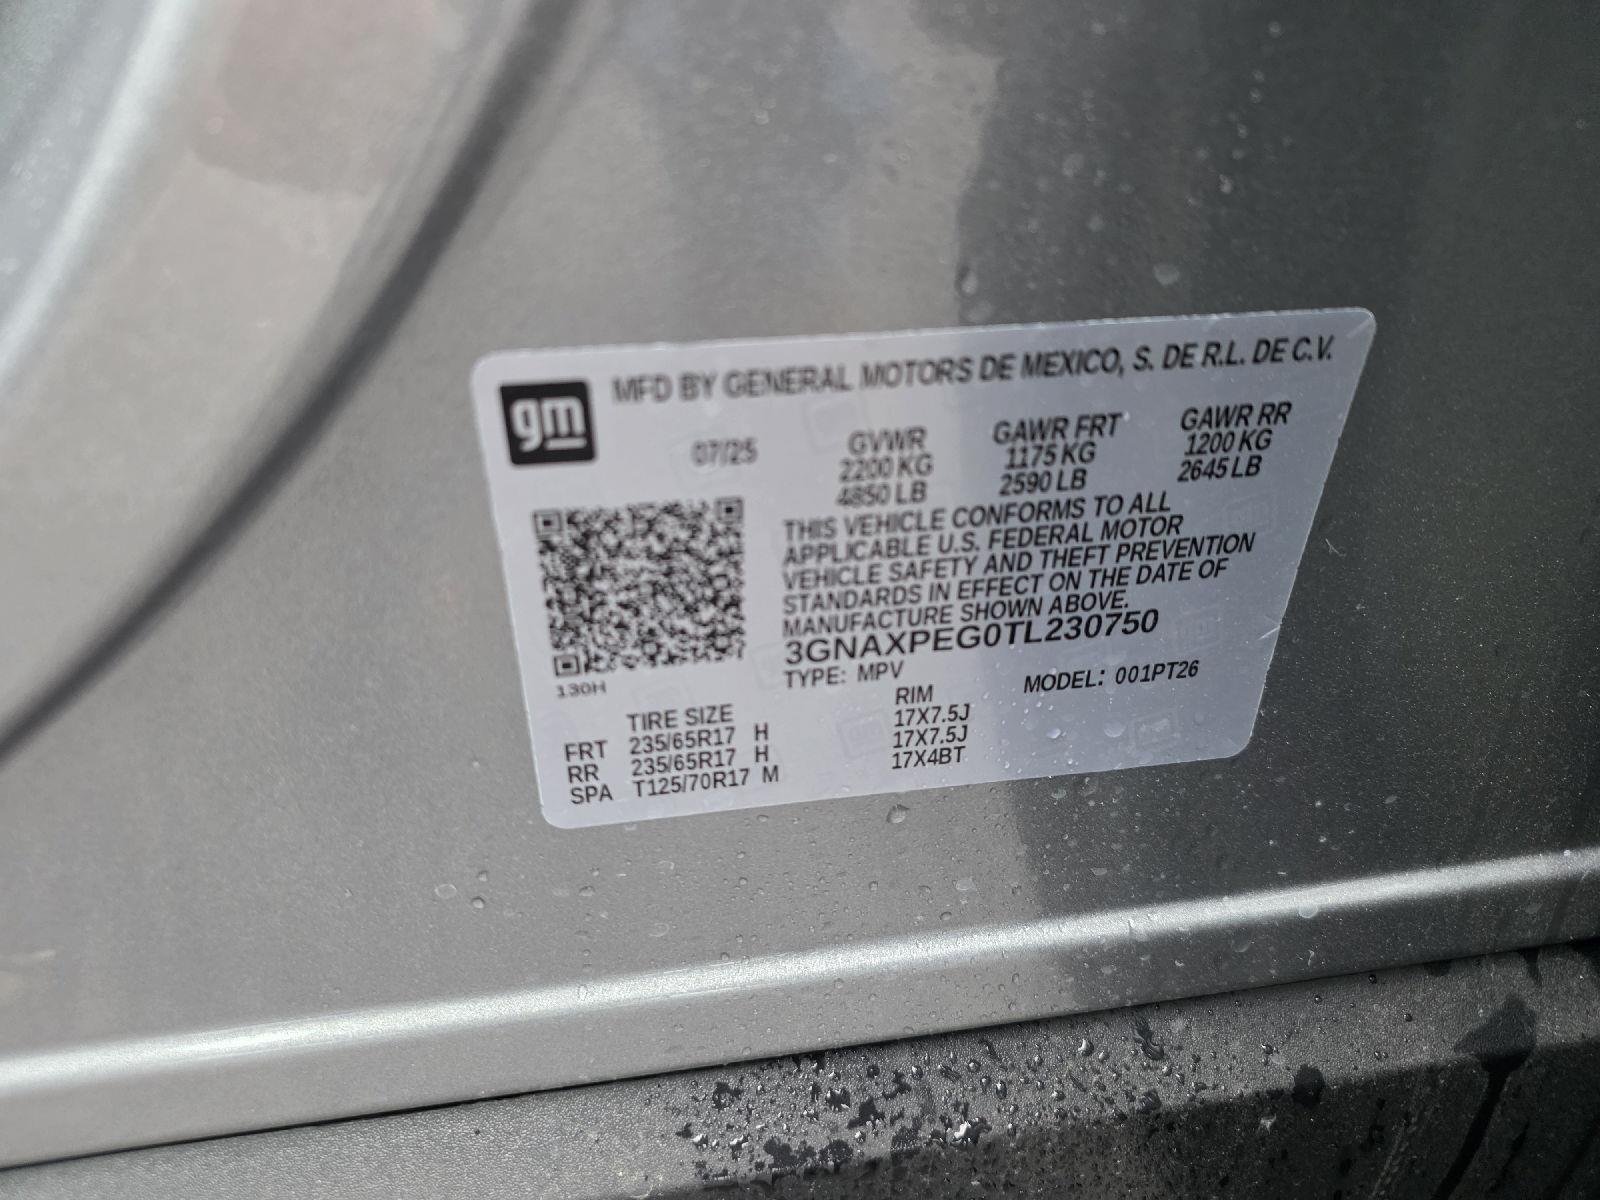 gm
MFD BY GENERAL MOTORS DE MEXICO, S. DE R.L. DE C.V.
07/25
GVWR GAWR FRT GAWR RR
2200 KG 1175 KG 1200 KG
4850 LB 2590 LB 2645 LB
THIS VEHICLE CONFORMS TO ALL
APPLICABLE U.S. FEDERAL MOTOR
VEHICLE SAFETY AND THEFT PREVENTION
STANDARDS IN EFFECT ON THE DATE OF
MANUFACTURE SHOWN ABOVE.
3GNAXPEG0TL230750
TYPE: MPV MODEL: 001PT26
130H
TIRE SIZE RIM
FRT 235/65R17 H 17X7.5J
RR 235/65R17 H 17X7.5J
SPA T125/70R17 M 17X4BT